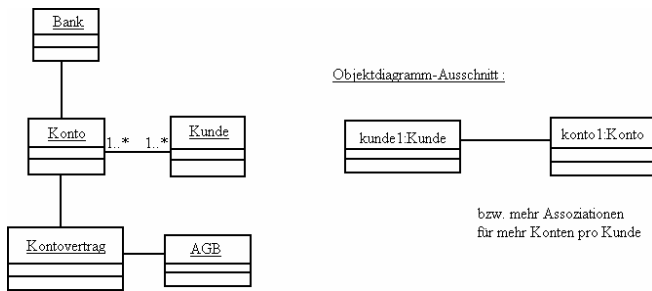 Bank
Konto
1..*
1..*
Kunde
Kontovertrag
AGB
Objektdiagramm-Ausschnitt :
kunde1:Kunde
konto1:Konto
bzw. mehr Assoziationen
für mehr Konten pro Kunde